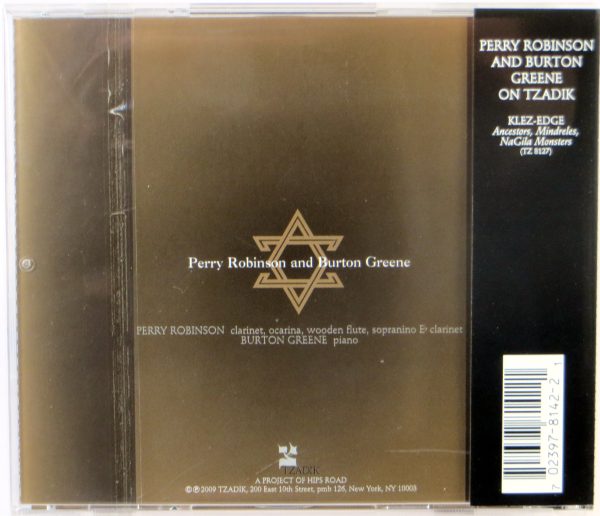 PERRY ROBINSON
AND BURTON
GREENE
ON TZADIK
KLEZ-EDGE
Ancestors, Mindreles,
NaGila Monsters
(TZ 8127)
Perry Robinson and Burton Greene
PERRY ROBINSON clarinet, ocarina, wooden flute, sopranino E♭ clarinet
BURTON GREENE piano
צ
TZADIK
A PROJECT OF HIPS ROAD
©℗2009 TZADIK, 200 East 10th Street, pmb 126, New York, NY 10003
7 02397-8142-2 1